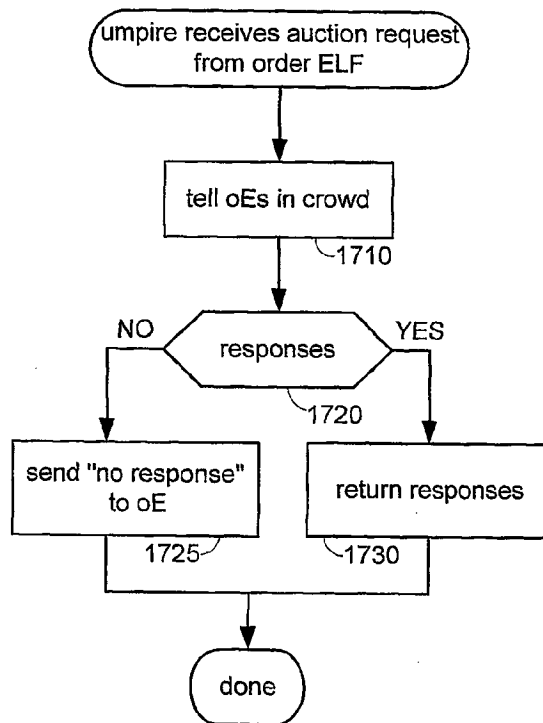 umpire receives auction request
from order ELF
tell oEs in crowd
1710
NO
YES
responses
1720
send "no response"
to oE
1725
return responses
1730
done